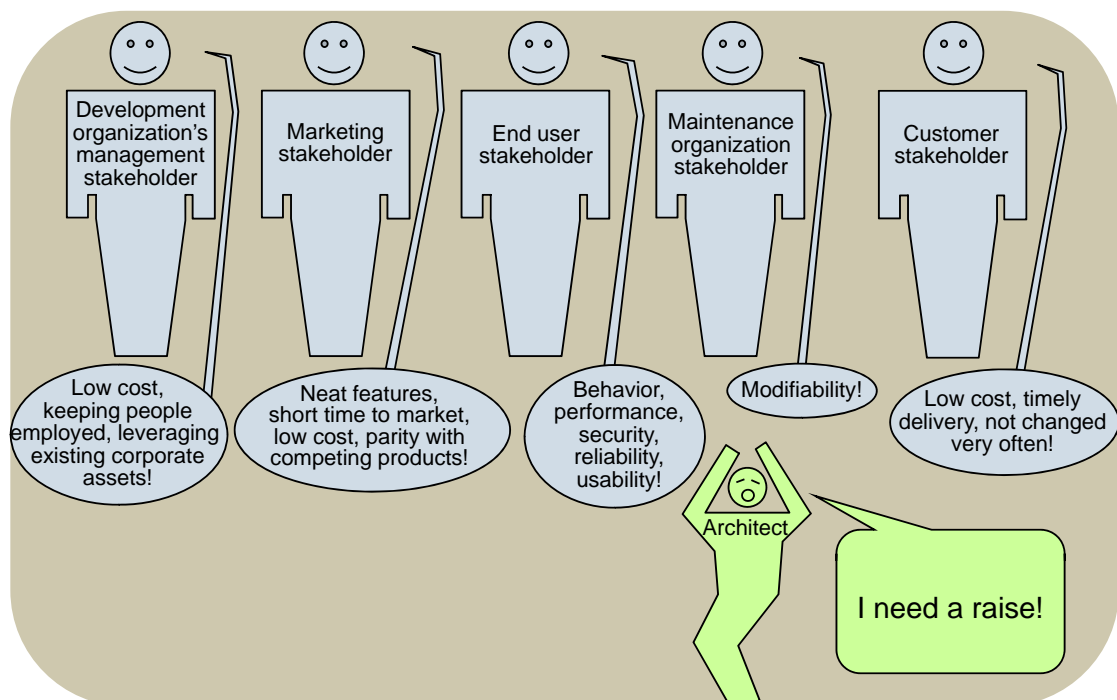 Development
organization's
management
stakeholder
Marketing
stakeholder
End user
stakeholder
Maintenance
organization
stakeholder
Customer
stakeholder
Low cost,
keeping people
employed, leveraging
existing corporate
assets!
Neat features,
short time to market,
low cost, parity with
competing products!
Behavior,
performance,
security,
reliability,
usability!
Modifiability!
Low cost, timely
delivery, not changed
very often!
Architect
I need a raise!